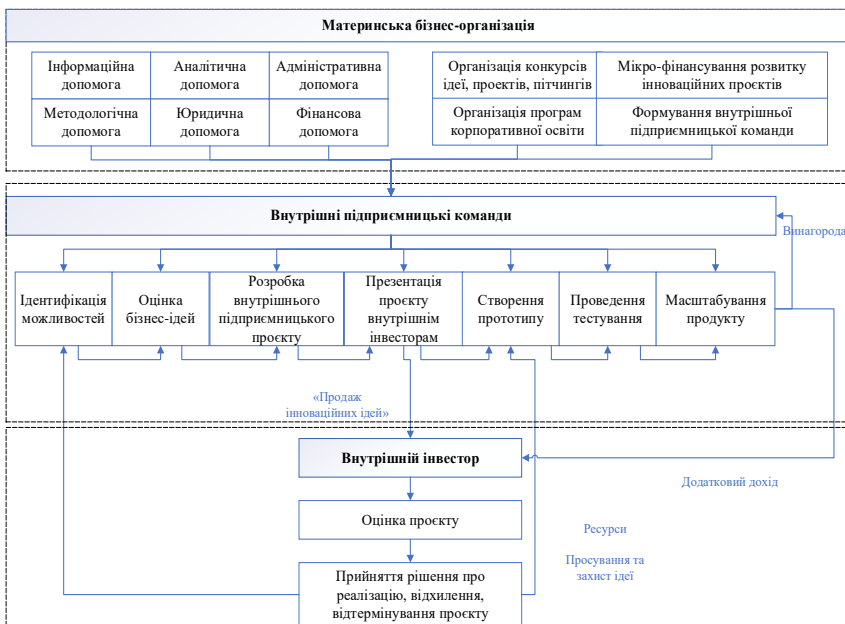 Материнська бізнес-організація
Інформаційна
допомога
Аналітична
допомога
Адміністративна
допомога
Організація конкурсів
ідеї, проектів, пітчингів
Мікро-фінансування розвитку
інноваційних проєктів
Методологічна
допомога
Юридична
допомога
Фінансова
допомога
Організація програм
корпоративної освіти
Формування внутрішньої
підприємницької команди
Внутрішні підприємницькі команди
Винагорода
Ідентифікація
можливостей
Оцінка
бізнес-ідей
Розробка
внутрішнього
підприємницького
проєкту
Презентація
проєкту
внутрішнім
інвесторам
Створення
прототипу
Проведення
тестування
Масштабування
продукту
«Продаж
інноваційних ідей»
Внутрішній інвестор
Додатковий дохід
Оцінка проєкту
Ресурси
Просування та
захист ідеї
Прийняття рішення про
реалізацію, відхилення,
відтермінування проєкту